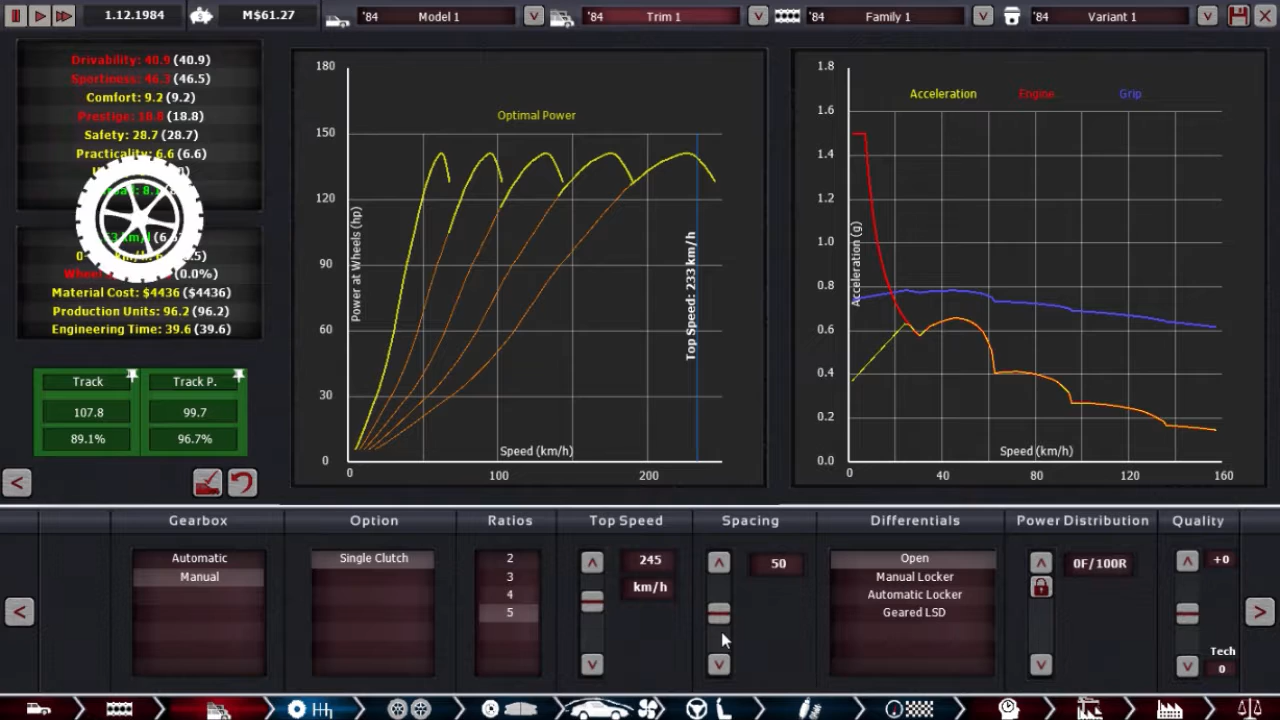 1.12.1984
M$61.27
'84 Model 1
'84 Trim 1
'84 Family 1
'84 Variant 1
Drivability: 40.9 (40.9)
Sportiness: 46.3 (46.5)
Comfort: 9.2 (9.2)
Prestige: 18.8 (18.8)
Safety: 28.7 (28.7)
Practicality: 6.6 (6.6)
Material Cost: $4436 ($4436)
Production Units: 96.2 (96.2)
Engineering Time: 39.6 (39.6)
Track
Track P.
107.8
99.7
89.1%
96.7%
180
150
120
90
60
30
0
Power at Wheels (hp)
Optimal Power
Top Speed: 233 km/h
Speed (km/h)
0
100
200
1.8
1.6
1.4
1.2
1.0
0.8
0.6
0.4
0.2
0.0
Acceleration (g)
Acceleration
Engine
Grip
Speed (km/h)
0
40
80
120
160
Gearbox
Option
Ratios
Top Speed
Spacing
Differentials
Power Distribution
Quality
Automatic
Manual
Single Clutch
2
3
4
5
245
km/h
50
Open
Manual Locker
Automatic Locker
Geared LSD
0F/100R
+0
Tech
0